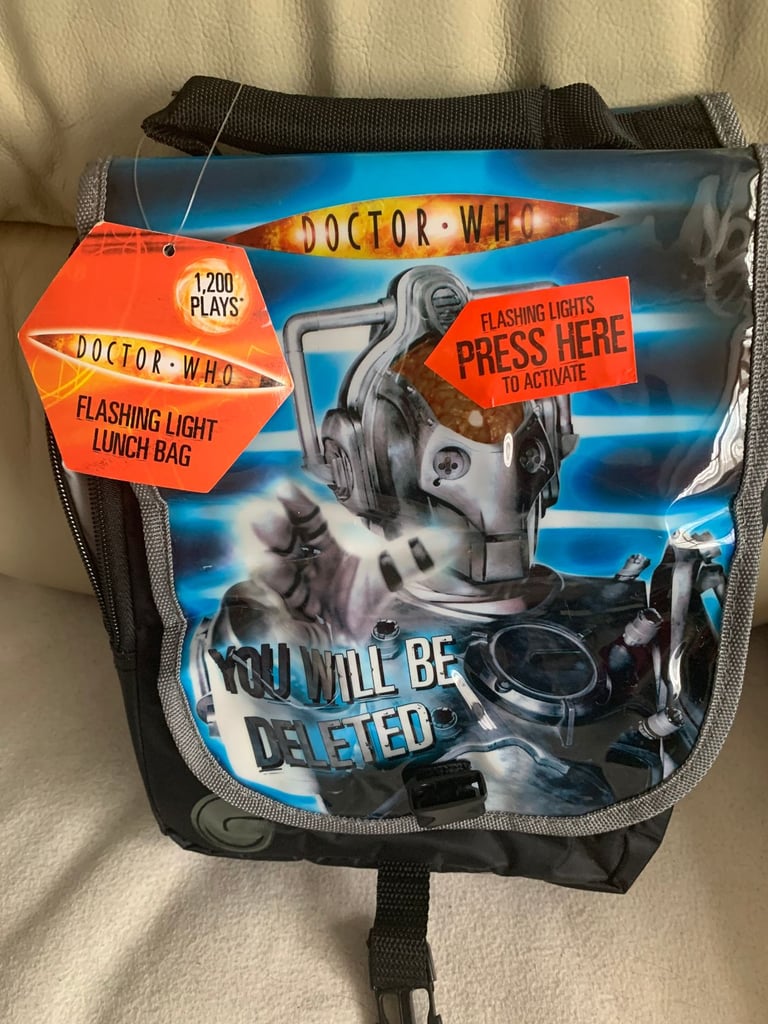 DOCTOR • WHO
1,200
PLAYS*
DOCTOR • WHO
FLASHING LIGHT
LUNCH BAG
FLASHING LIGHTS
PRESS HERE
TO ACTIVATE
YOU WILL BE
DELETED